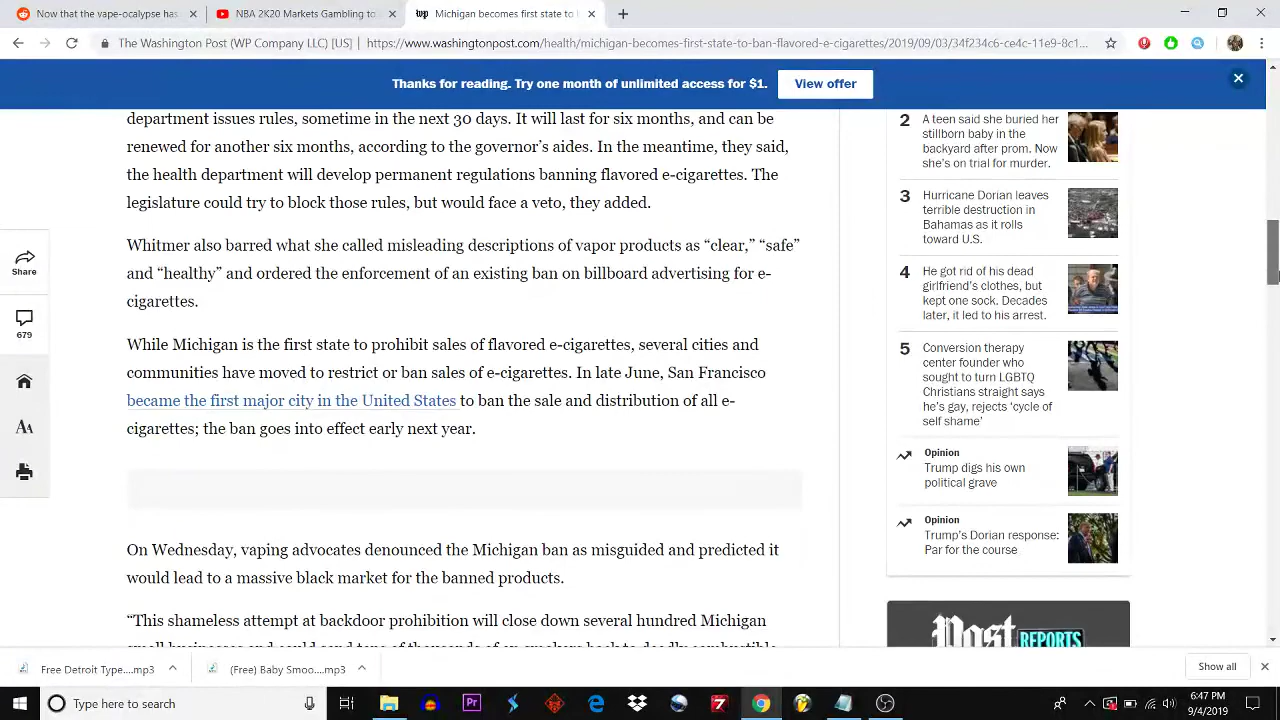 Now that the vape-ocalypse has
NBA 2K20 Markets Gambling to
Michigan becomes first state to
The Washington Post (WP Company LLC) [US] | https://www.washingtonpost.com/health/michigan-becomes-first-state-to-ban-flavored-e-cigarettes/2019/09/03/34f234c6-ce4c-11e9-8c1...
Thanks for reading. Try one month of unlimited access for $1.
View offer
Share
679
department issues rules, sometime in the next 30 days. It will last for six months, and can be
renewed for another six months, according to the governor's aides. In the meantime, they said,
the health department will develop permanent regulations banning flavored e-cigarettes. The
legislature could try to block those rules, but would face a veto, they added.
Whitmer also barred what she called misleading descriptions of vapor products as “clear,” “safe”
and “healthy” and ordered the enforcement of an existing ban on billboard advertising for e-
cigarettes.
While Michigan is the first state to prohibit sales of flavored e-cigarettes, several cities and
communities have moved to restrict or ban sales of e-cigarettes. In late June, San Francisco
became the first major city in the United States to ban the sale and distribution of all e-
cigarettes; the ban goes into effect early next year.
On Wednesday, vaping advocates denounced the Michigan ban as misguided and predicted it
would lead to a massive black market for the banned products.
“This shameless attempt at backdoor prohibition will close down several hundred Michigan
2
A teen said she buried her
stillborn baby in the
backyard after prom. Now
she's on trial for murder.
3
Hurricane Dorian leaves
terrible destruction in
Bahamas as it rolls
toward U.S.
4
He got rid of his dead
girlfriend's clothes, but
kept one sock. Decades
later, it led to his arrest.
5
Conversion therapy
center founder who
sought to turn LGBTQ
Christians straight says
he's gay, rejects ‘cycle of
self shame’
Opinion
Trump digs his own
political grave
Opinion
Trump's Dorian response:
Par for the course
Post REPORTS
Free Detroit Type....mp3
(Free) Baby Smoo....mp3
Show all
Type here to search
6:47 PM
9/4/2019